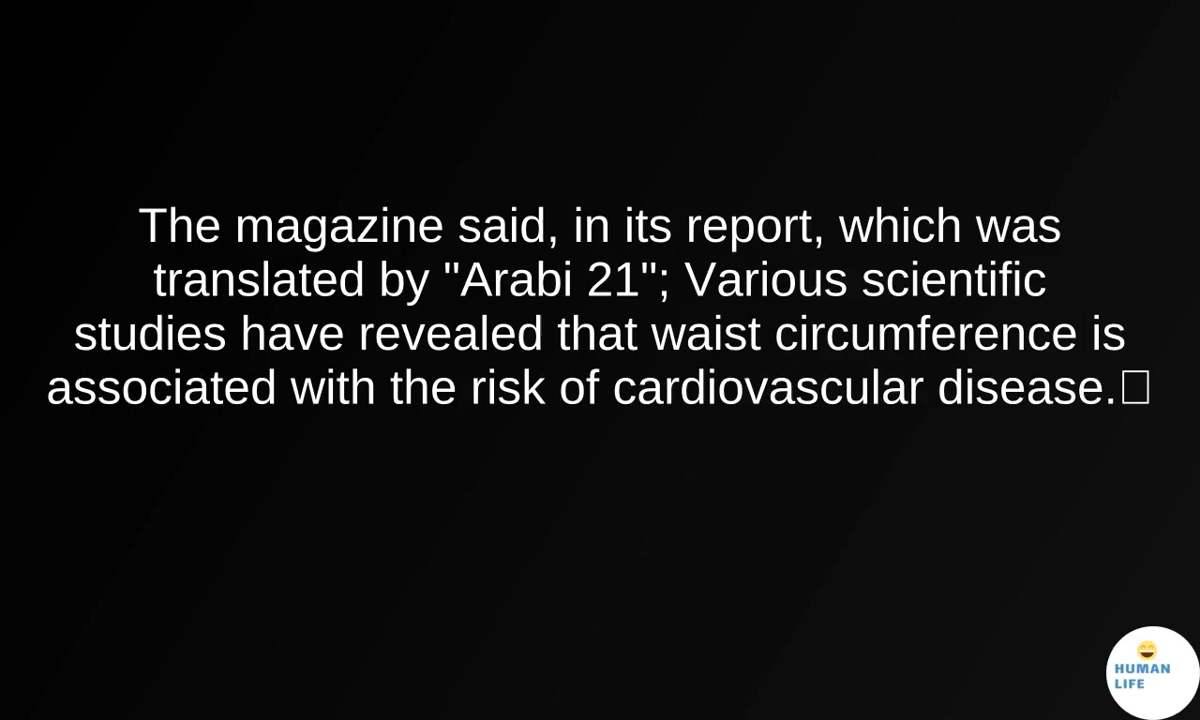 The magazine said, in its report, which was
translated by "Arabi 21"; Various scientific
studies have revealed that waist circumference is
associated with the risk of cardiovascular disease.
HUMAN
LIFE